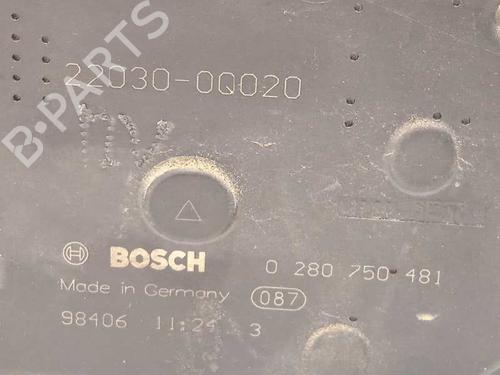 B-PARTS
22030-0Q020
BOSCH 0 280 750 481
Made in Germany 087
98406 11:24 3